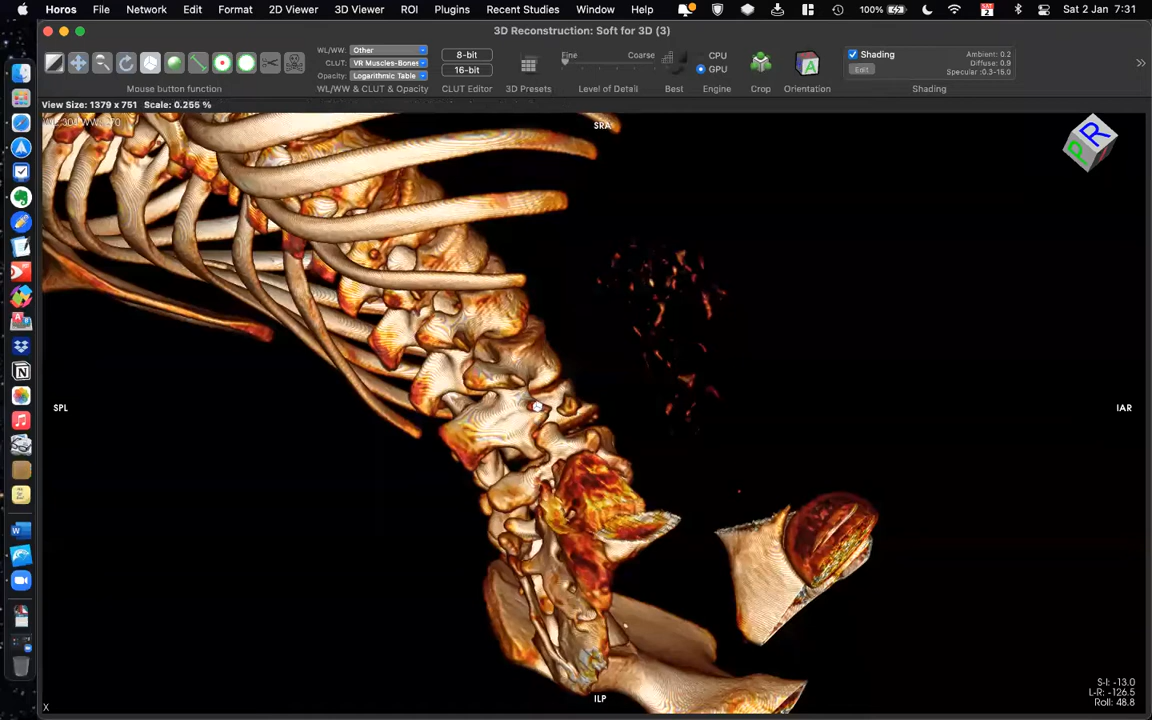 Horos File Network Edit Format 2D Viewer 3D Viewer ROI Plugins Recent Studies Window Help 100% Sat 2 Jan 7:31
3D Reconstruction: Soft for 3D (3)
WL/WW: Other
CLUT: VR Muscles-Bones
Opacity: Logarithmic Table
8-bit
16-bit
Fine Coarse
CPU
GPU
Shading
Edit
Ambient: 0.2
Diffuse: 0.9
Specular :0.3-15.0
Mouse button function WL/WW & CLUT & Opacity CLUT Editor 3D Presets Level of Detail Best Engine Crop Orientation Shading
View Size: 1379 x 751 Scale: 0.255 %
SRA
R
P
SPL
IAR
ILP
S-I: -13.0
L-R: -126.5
Roll: 48.8
X